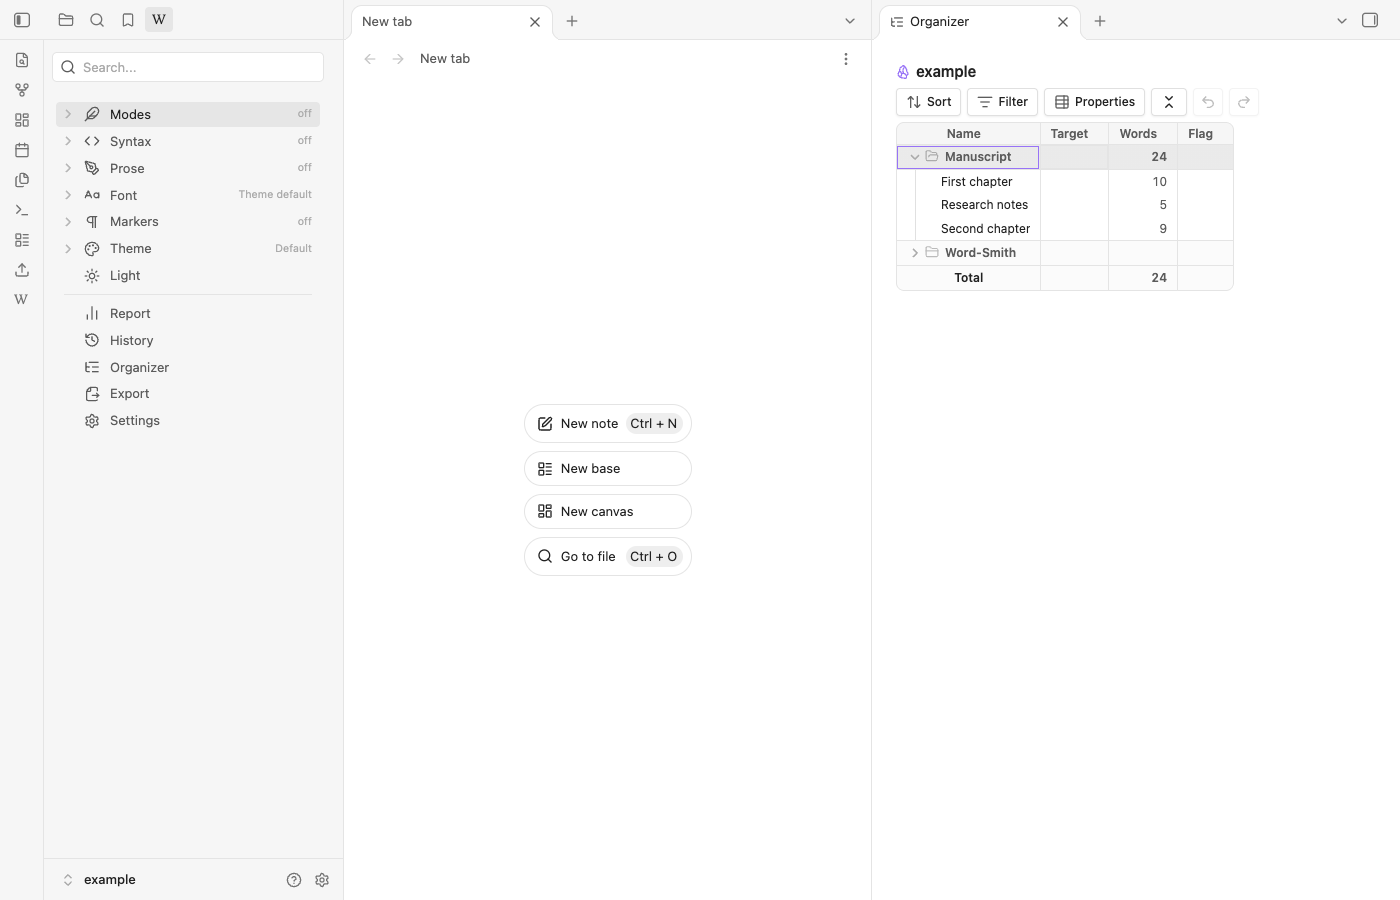 W
New tab
Organizer
Search...
Modes off
Syntax off
Prose off
Aa Font Theme default
Markers off
Theme Default
Light
Report
History
Organizer
Export
Settings
W
example
New tab
New note Ctrl + N
New base
New canvas
Go to file Ctrl + O
example
Sort Filter Properties
Name Target Words Flag
Manuscript 24
First chapter 10
Research notes 5
Second chapter 9
Word-Smith
Total 24